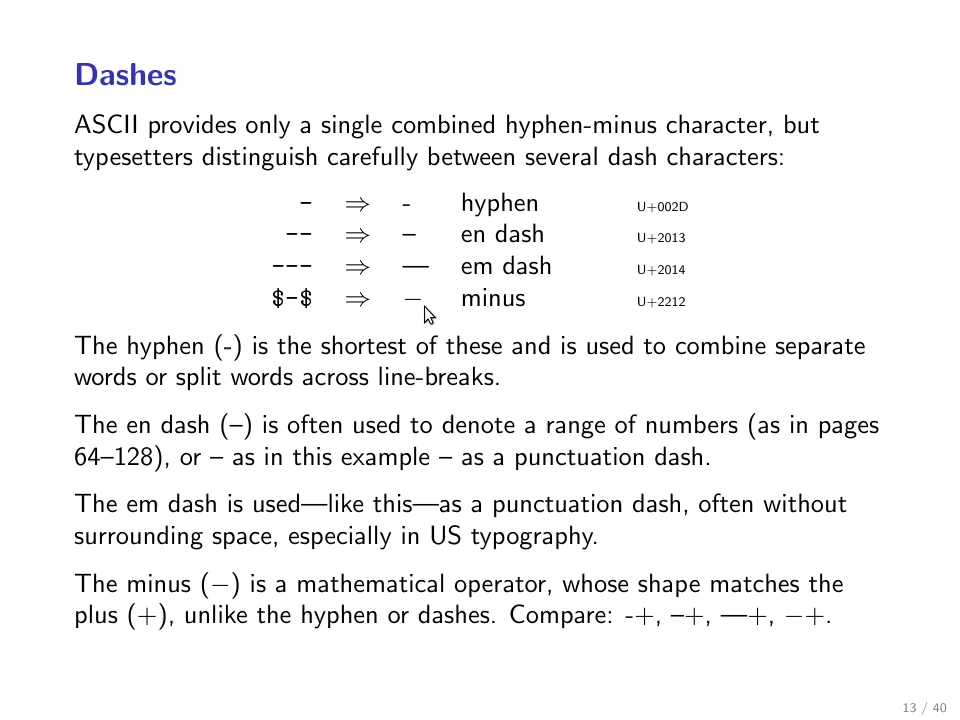 Dashes
ASCII provides only a single combined hyphen-minus character, but
typesetters distinguish carefully between several dash characters:
- ⇒ - hyphen U+002D
-- ⇒ – en dash U+2013
--- ⇒ — em dash U+2014
$-$ ⇒ − minus U+2212
The hyphen (-) is the shortest of these and is used to combine separate
words or split words across line-breaks.
The en dash (–) is often used to denote a range of numbers (as in pages
64–128), or – as in this example – as a punctuation dash.
The em dash is used—like this—as a punctuation dash, often without
surrounding space, especially in US typography.
The minus (−) is a mathematical operator, whose shape matches the
plus (+), unlike the hyphen or dashes. Compare: -+, –+, —+, −+.
13 / 40